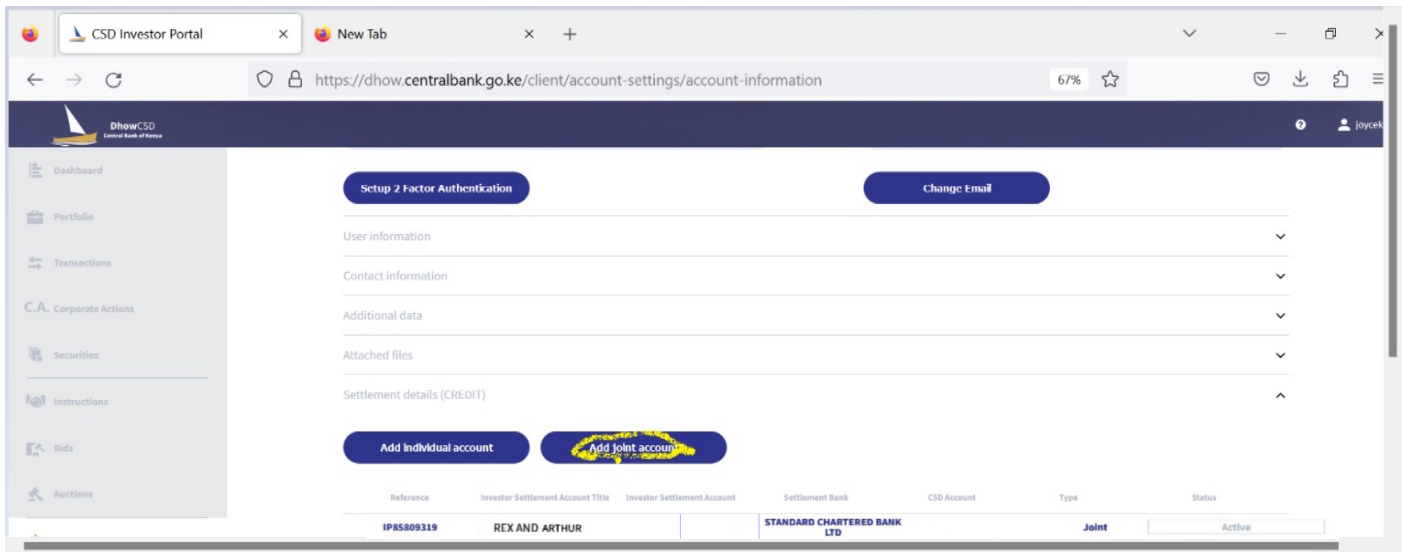 CSD Investor Portal
New Tab
https://dhow.centralbank.go.ke/client/account-settings/account-information
67%
DhowCSD
Central Bank of Kenya
joycek
Dashboard
Portfolio
Transactions
C.A. Corporate Actions
Securities
Instructions
Bids
Auctions
Setup 2 Factor Authentication
Change Email
User information
Contact information
Additional data
Attached files
Settlement details (CREDIT)
Add individual account
Add joint account
Reference Investor Settlement Account Title Investor Settlement Account Settlement Bank CSD Account Type Status
IP85809319 REX AND ARTHUR STANDARD CHARTERED BANK LTD Joint Active